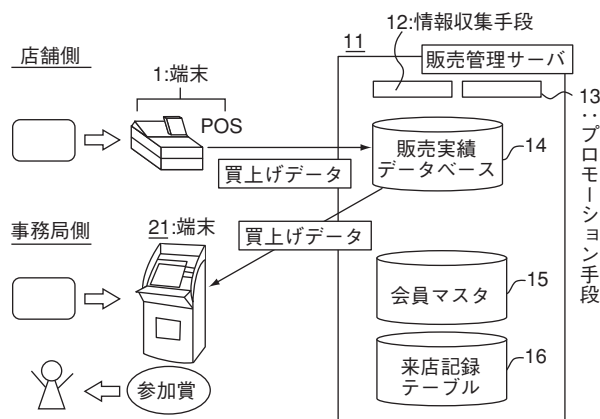 12:情報収集手段
11
販売管理サーバ
店舗側
1:端末
POS
13:プロモーション手段
販売実績
データベース
14
買上げデータ
事務局側
21:端末
買上げデータ
会員マスタ
15
来店記録
テーブル
16
参加賞